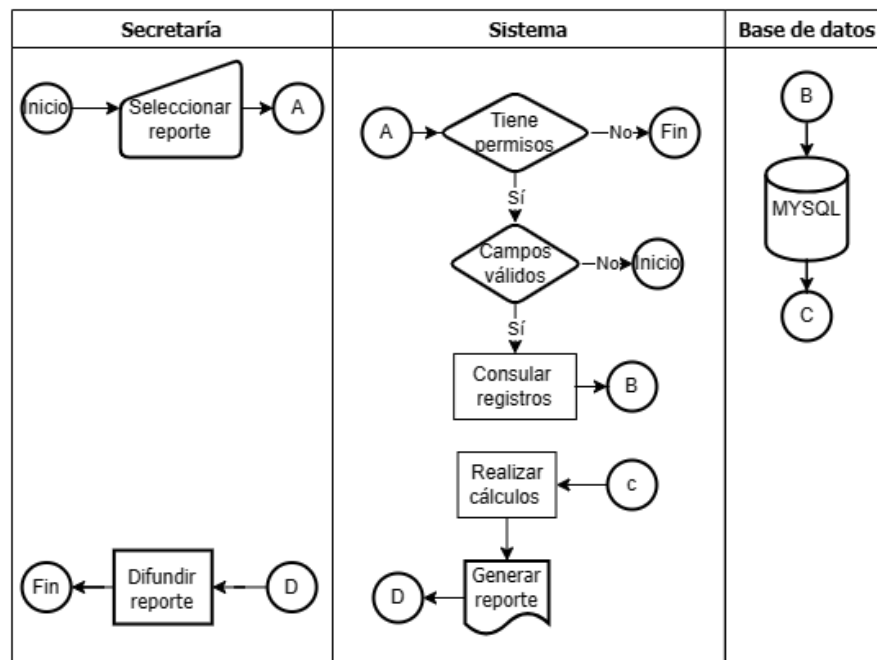 Secretaría
Sistema
Base de datos
Inicio
Seleccionar
reporte
A
A
Tiene
permisos
No
Fin
Sí
Campos
válidos
No
Inicio
Sí
Consular
registros
B
B
MYSQL
C
c
Realizar
cálculos
Generar
reporte
D
D
Difundir
reporte
Fin